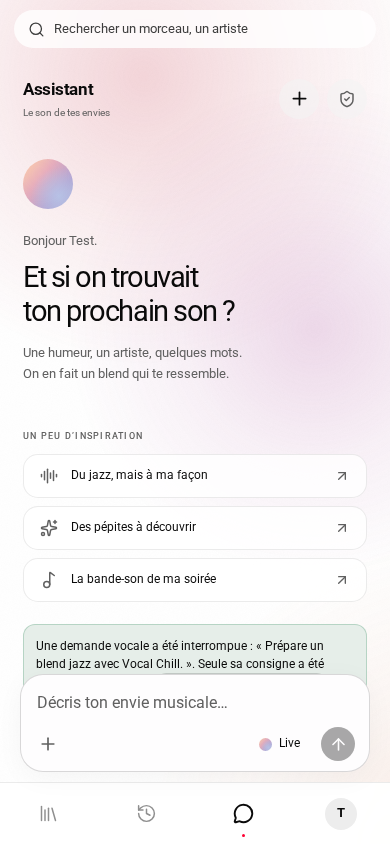 Rechercher un morceau, un artiste
Assistant
Le son de tes envies
Bonjour Test.
Et si on trouvait
ton prochain son ?
Une humeur, un artiste, quelques mots.
On en fait un blend qui te ressemble.
UN PEU D'INSPIRATION
Du jazz, mais à ma façon
Des pépites à découvrir
La bande-son de ma soirée
Une demande vocale a été interrompue : « Prépare un
blend jazz avec Vocal Chill. ». Seule sa consigne a été
Décris ton envie musicale…
Live
T